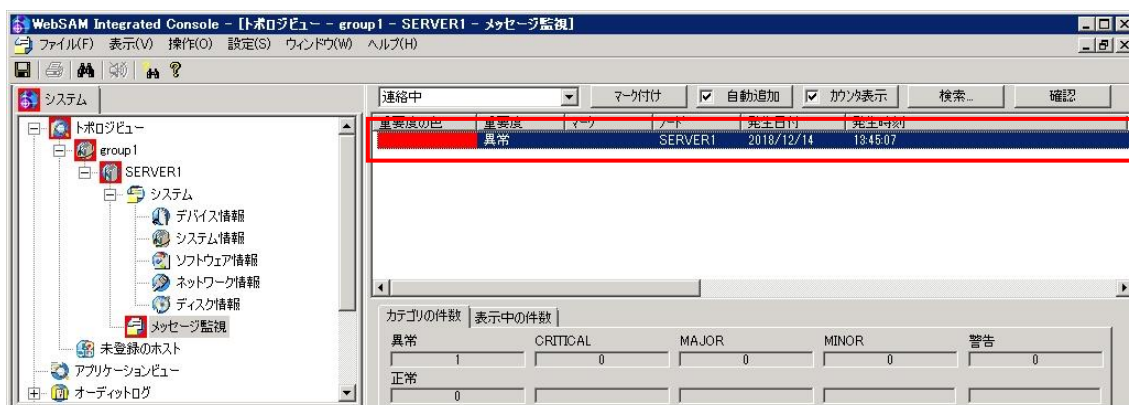 WebSAM Integrated Console - [トポロジビュー - group1 - SERVER1 - メッセージ監視]
ファイル(F) 表示(V) 操作(O) 設定(S) ウィンドウ(W) ヘルプ(H)
システム
連絡中 マーク付け 自動追加 カウンタ表示 検索... 確認
重要度の色 重要度 マーク ノード 発生日付 発生時刻
異常 SERVER1 2018/12/14 13:45:07
トポロジビュー
group1
SERVER1
システム
デバイス情報
システム情報
ソフトウェア情報
ネットワーク情報
ディスク情報
メッセージ監視
未登録のホスト
アプリケーションビュー
オーディットログ
カテゴリの件数 表示中の件数
異常 CRITICAL MAJOR MINOR 警告
1 0 0 0 0
正常
0